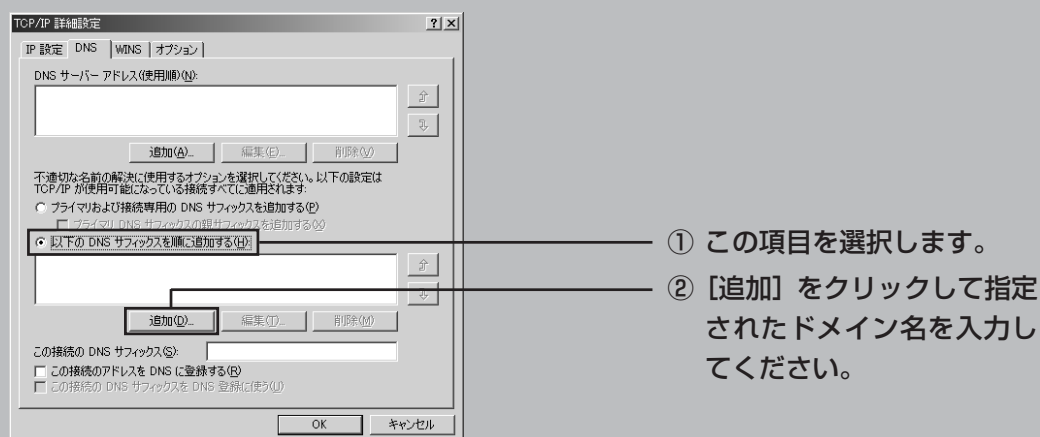 TCP/IP 詳細設定
IP 設定 DNS WINS オプション
DNS サーバー アドレス(使用順)(N):
追加(A)... 編集(E)... 削除(V)
不適切な名前の解決に使用するオプションを選択してください。以下の設定は
TCP/IP が使用可能になっている接続すべてに適用されます:
プライマリおよび接続専用の DNS サフィックスを追加する(P)
プライマリ DNS サフィックスの親サフィックスを追加する(X)
以下の DNS サフィックスを順に追加する(H):
追加(D)... 編集(T)... 削除(M)
この接続の DNS サフィックス(S):
この接続のアドレスを DNS に登録する(R)
この接続の DNS サフィックスを DNS 登録に使う(U)
OK キャンセル
① この項目を選択します。
② [追加] をクリックして指定
されたドメイン名を入力し
てください。